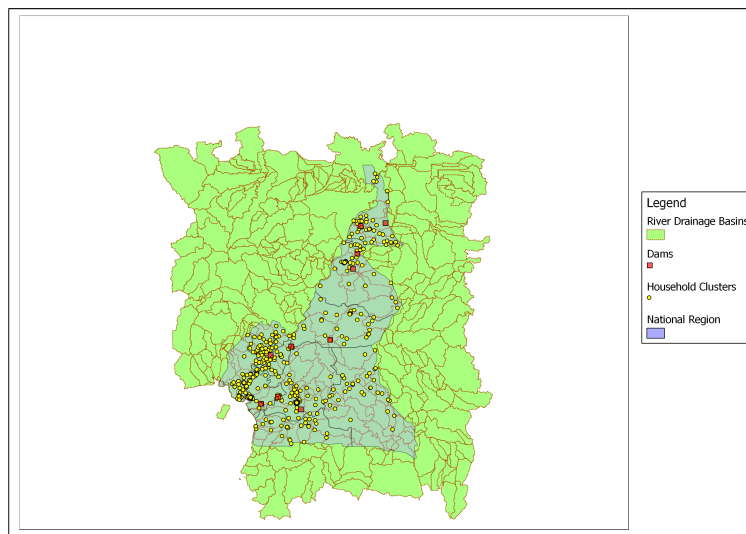 Legend
River Drainage Basins
Dams
Household Clusters
National Region